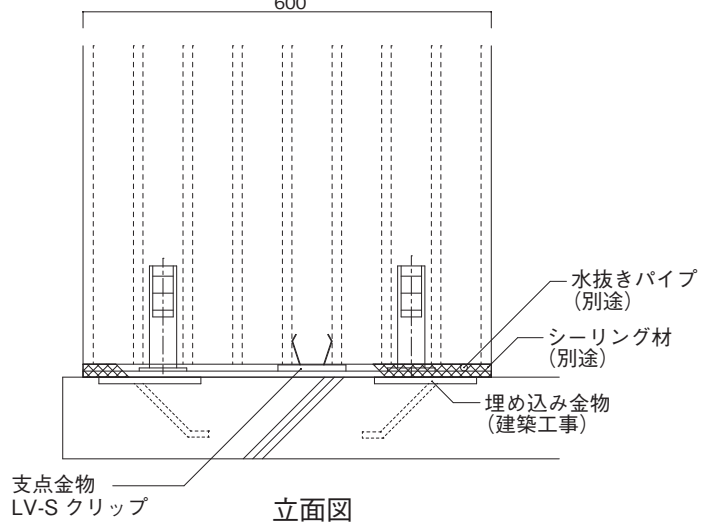 600
水抜きパイプ
(別途)
シーリング材
(別途)
埋め込み金物
(建築工事)
支点金物
LV-S クリップ
立面図